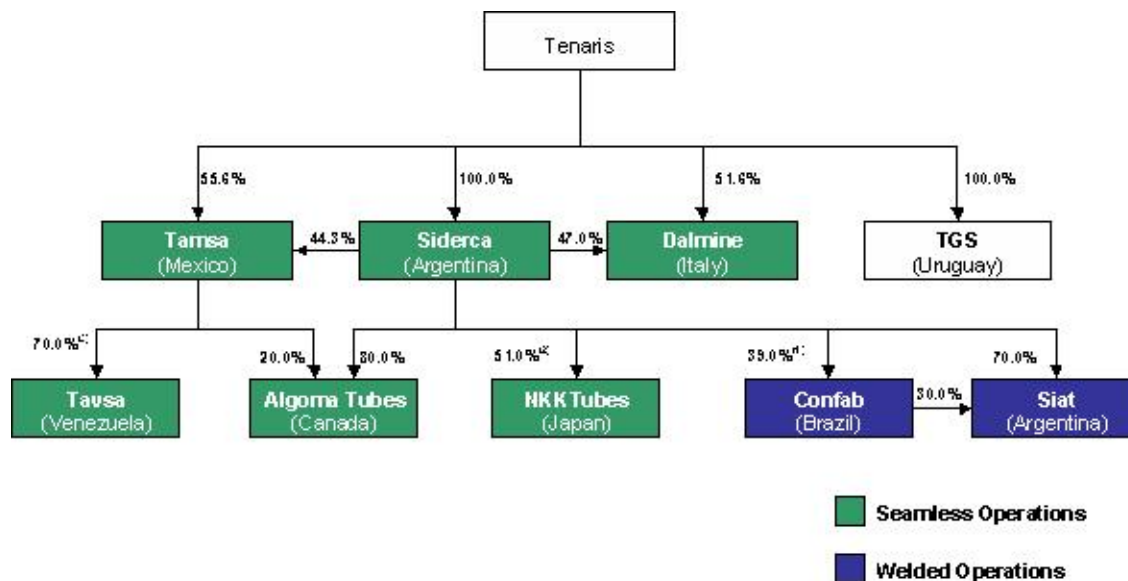 Tenaris
55.6%
100.0%
51.6%
100.0%
Tamsa
(Mexico)
44.3%
Siderca
(Argentina)
47.0%
Dalmine
(Italy)
TGS
(Uruguay)
70.0%
20.0%
80.0%
51.0%
39.0%
70.0%
Tavsa
(Venezuela)
Algoma Tubes
(Canada)
NKK Tubes
(Japan)
Confab
(Brazil)
30.0%
Siat
(Argentina)
Seamless Operations
Welded Operations